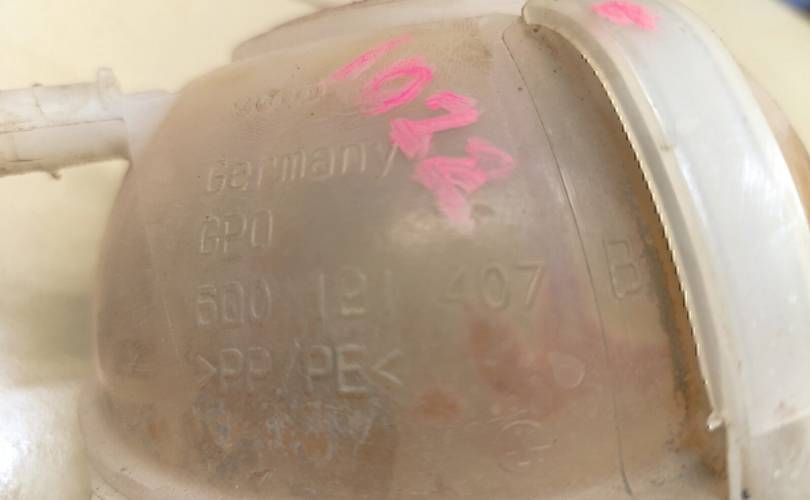 1022
Germany
GPO
6Q0 121 407
>PP/PE<